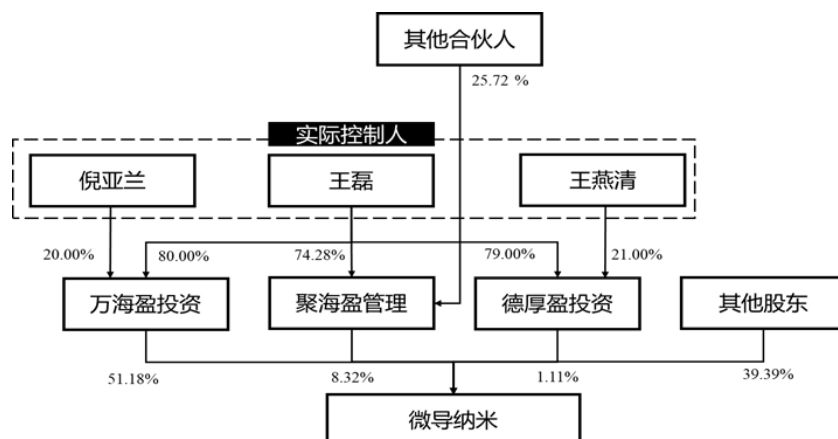 其他合伙人
25.72 %
实际控制人
倪亚兰
王磊
王燕清
20.00%
80.00%
74.28%
79.00%
21.00%
万海盈投资
聚海盈管理
德厚盈投资
其他股东
51.18%
8.32%
1.11%
39.39%
微导纳米